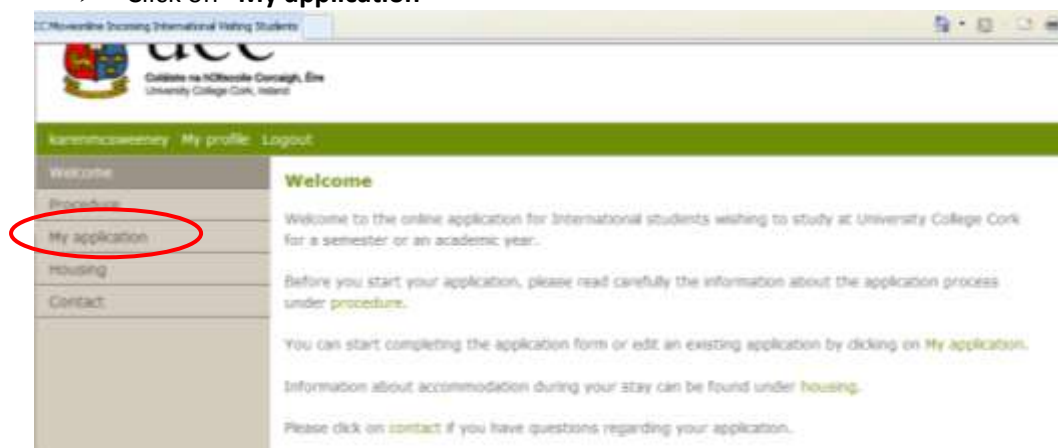 Click on "My application"
CC Moveonline Incoming International Visiting Students
ucc
Coláiste na hOllscoile Corcaigh, Éire
University College Cork, Ireland
karenmcsweeney My profile Logout
Welcome
Procedure
My application
Housing
Contact
Welcome
Welcome to the online application for International students wishing to study at University College Cork
for a semester or an academic year.
Before you start your application, please read carefully the information about the application process
under procedure.
You can start completing the application form or edit an existing application by clicking on My application.
Information about accommodation during your stay can be found under housing.
Please click on contact if you have questions regarding your application.